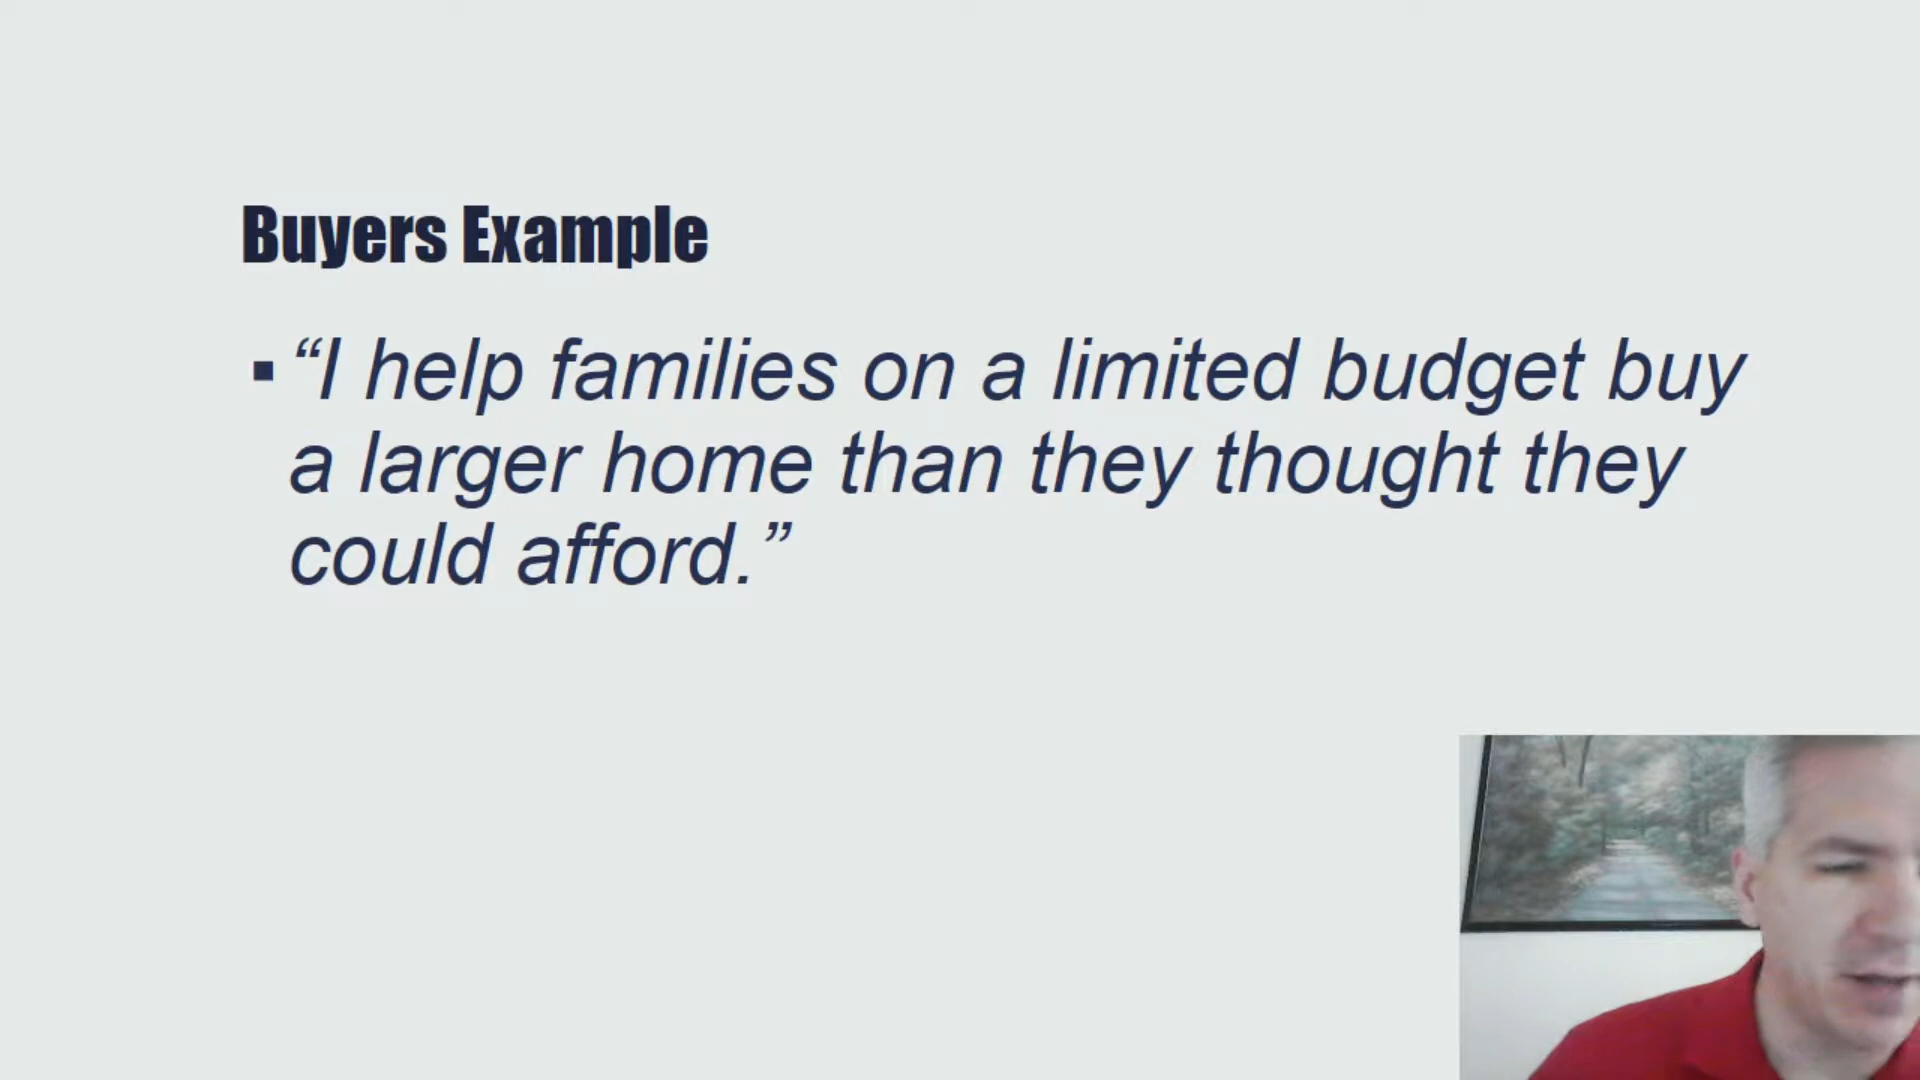 Buyers Example
▪ “I help families on a limited budget buy
a larger home than they thought they
could afford.”